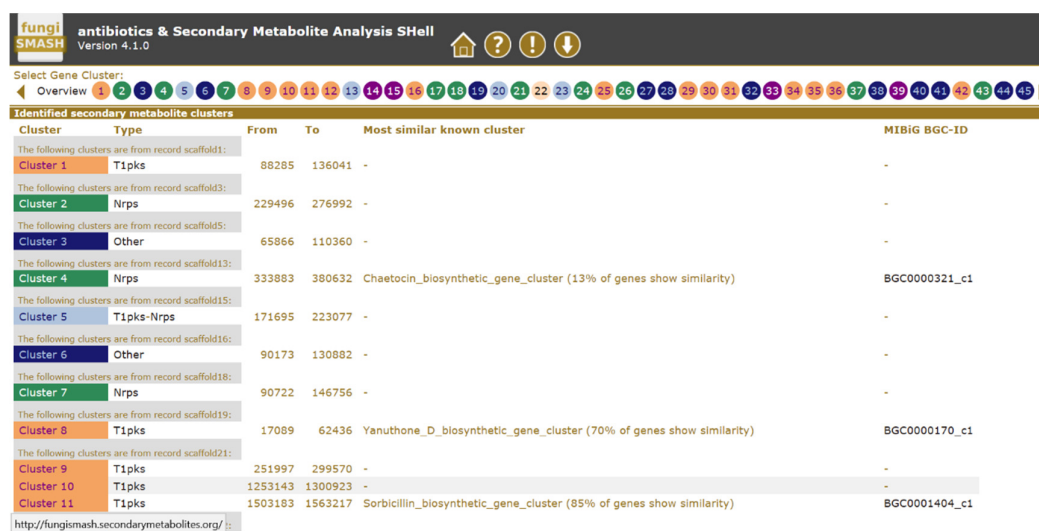 fungi
SMASH
antibiotics & Secondary Metabolite Analysis SHell
Version 4.1.0
Select Gene Cluster:
Overview 1 2 3 4 5 6 7 8 9 10 11 12 13 14 15 16 17 18 19 20 21 22 23 24 25 26 27 28 29 30 31 32 33 34 35 36 37 38 39 40 41 42 43 44 45
Identified secondary metabolite clusters
Cluster Type From To Most similar known cluster MIBiG BGC-ID
The following clusters are from record scaffold1:
Cluster 1 T1pks 88285 136041 - -
The following clusters are from record scaffold3:
Cluster 2 Nrps 229496 276992 - -
The following clusters are from record scaffold5:
Cluster 3 Other 65866 110360 - -
The following clusters are from record scaffold13:
Cluster 4 Nrps 333883 380632 Chaetocin_biosynthetic_gene_cluster (13% of genes show similarity) BGC0000321_c1
The following clusters are from record scaffold15:
Cluster 5 T1pks-Nrps 171695 223077 - -
The following clusters are from record scaffold16:
Cluster 6 Other 90173 130882 - -
The following clusters are from record scaffold18:
Cluster 7 Nrps 90722 146756 - -
The following clusters are from record scaffold19:
Cluster 8 T1pks 17089 62436 Yanuthone_D_biosynthetic_gene_cluster (70% of genes show similarity) BGC0000170_c1
The following clusters are from record scaffold21:
Cluster 9 T1pks 251997 299570 - -
Cluster 10 T1pks 1253143 1300923 - -
Cluster 11 T1pks 1503183 1563217 Sorbicillin_biosynthetic_gene_cluster (85% of genes show similarity) BGC0001404_c1
http://fungismash.secondarymetabolites.org/